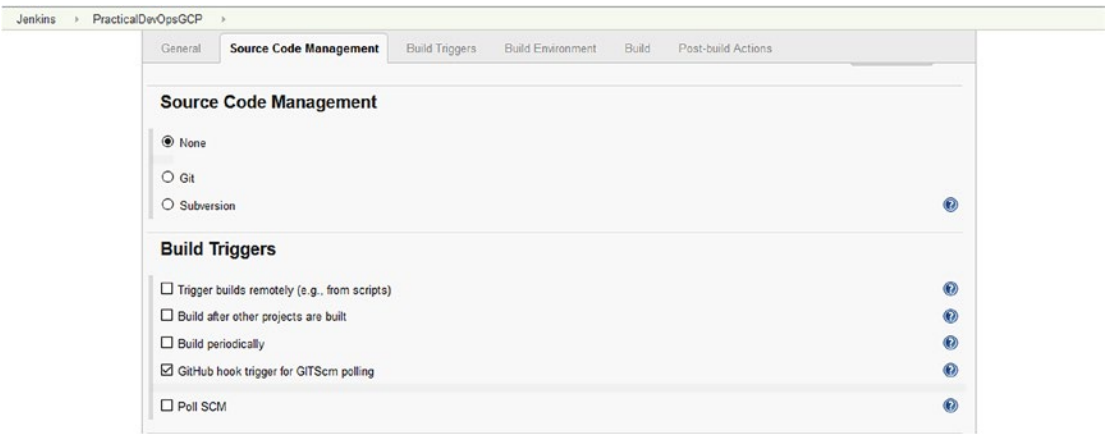 Jenkins PracticalDevOpsGCP
General Source Code Management Build Triggers Build Environment Build Post-build Actions
Source Code Management
None
Git
Subversion
Build Triggers
Trigger builds remotely (e.g., from scripts)
Build after other projects are built
Build periodically
GitHub hook trigger for GITScm polling
Poll SCM